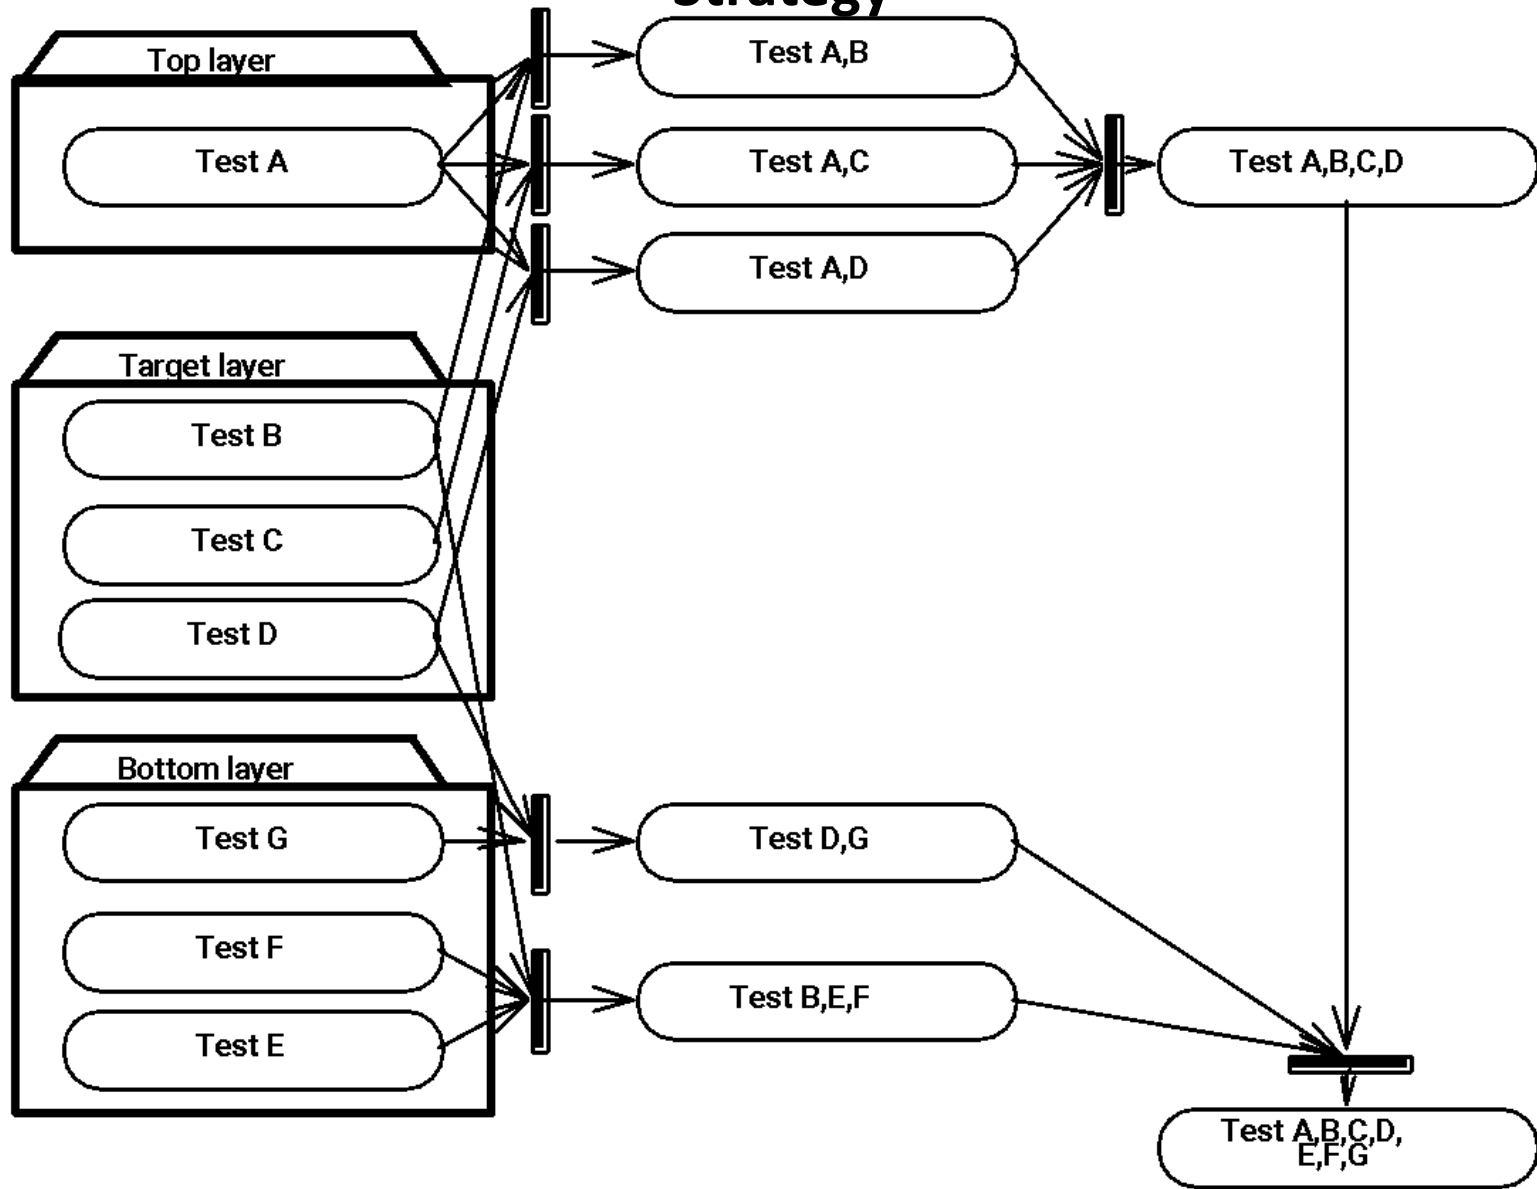 Strategy
Top layer
Test A
Test A,B
Test A,C
Test A,D
Test A,B,C,D
Target layer
Test B
Test C
Test D
Bottom layer
Test G
Test F
Test E
Test D,G
Test B,E,F
Test A,B,C,D,
E,F,G